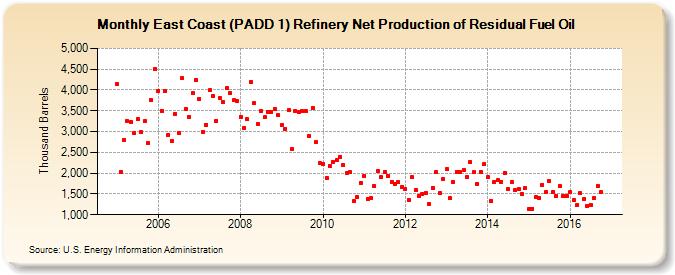 Monthly East Coast (PADD 1) Refinery Net Production of Residual Fuel Oil
Thousand Barrels
5,000
4,500
4,000
3,500
3,000
2,500
2,000
1,500
1,000
2006 2008 2010 2012 2014 2016
Source: U.S. Energy Information Administration